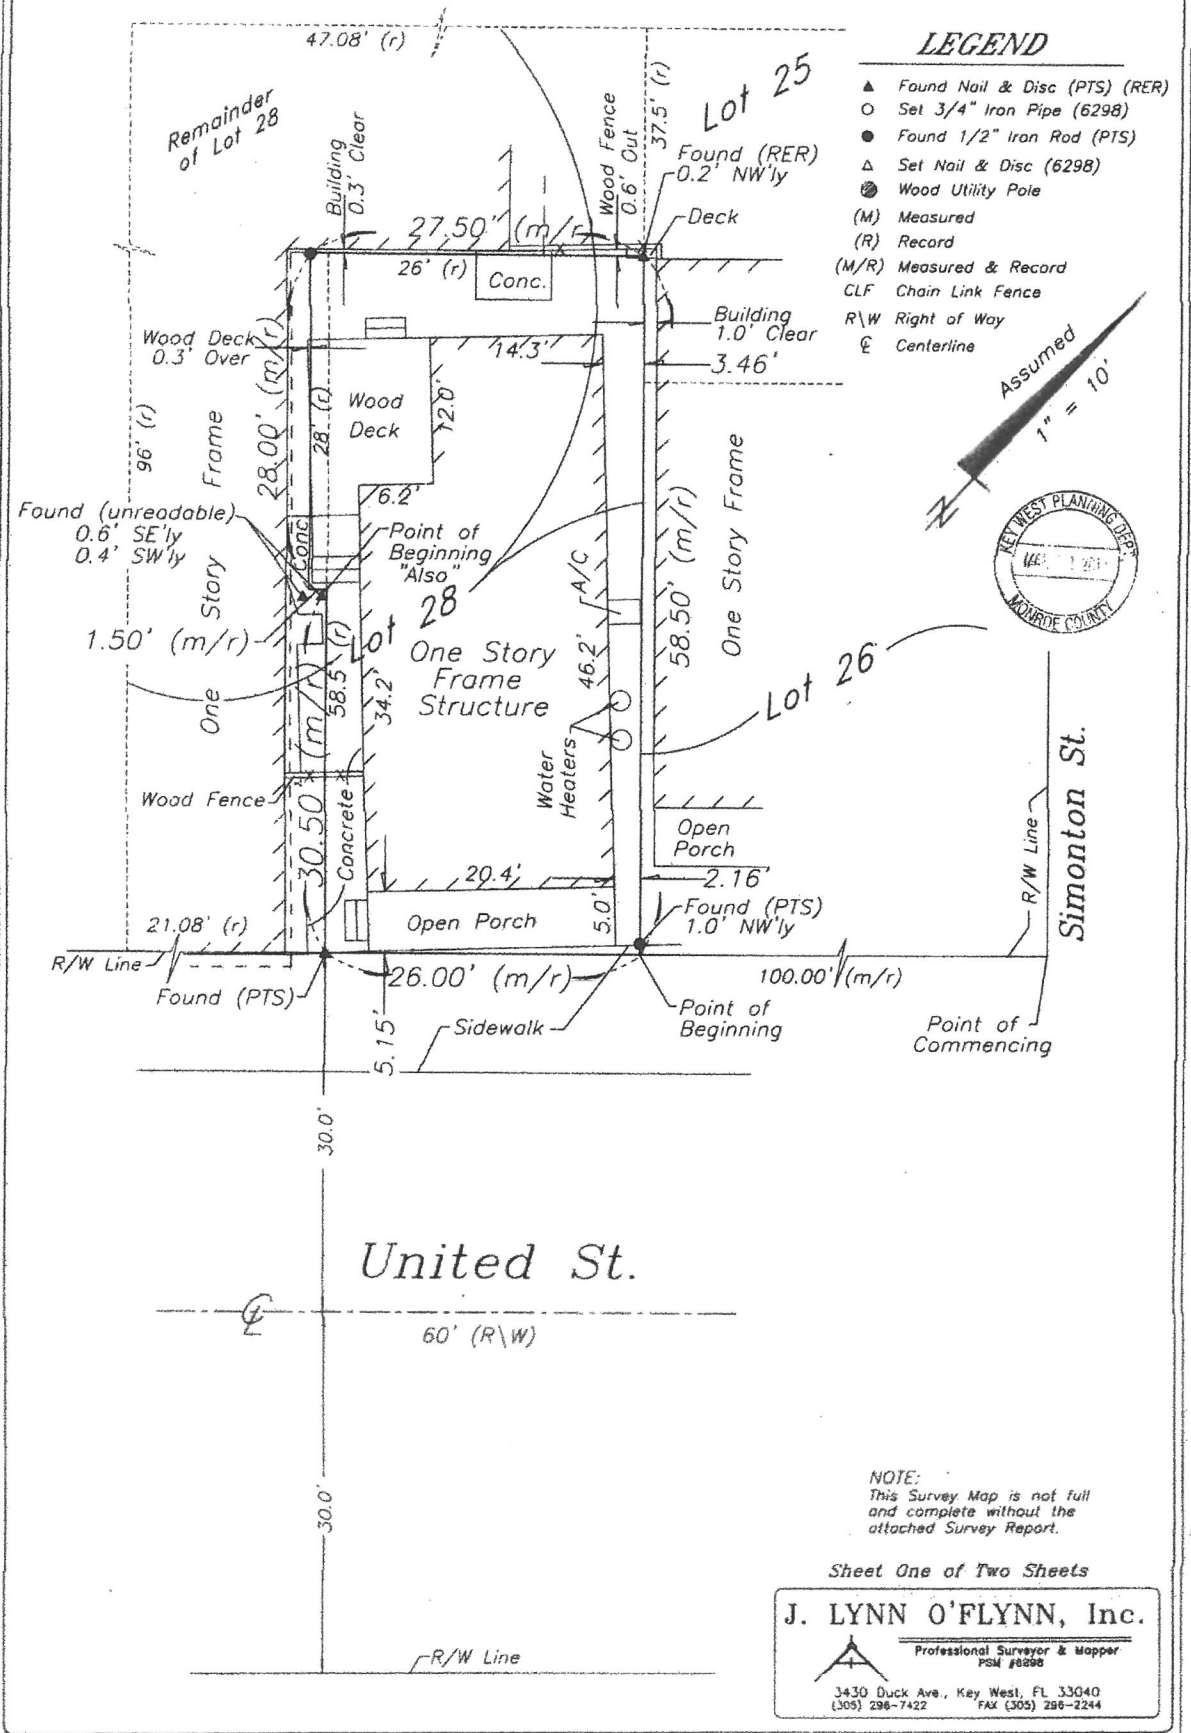 47.08' (r)
LEGEND
Found Nail & Disc (PTS) (RER)
Set 3/4" Iron Pipe (6298)
Found 1/2" Iron Rod (PTS)
Set Nail & Disc (6298)
Wood Utility Pole
(M) Measured
(R) Record
(M/R) Measured & Record
CLF Chain Link Fence
R\W Right of Way
℄ Centerline
Remainder
of Lot 28
Building
0.3' Clear
Wood Fence
0.6' Out
37.5' (r)
Lot 25
Found (RER)
0.2' NW'ly
Deck
27.50' (m/r
26' (r)
Conc.
Building
1.0' Clear
Wood Deck
0.3' Over
14.3'
3.46'
Assumed
1" = 10'
N
96' (r)
One Story Frame
28.00' (m/r)
28' (r)
Wood
Deck
12.0'
6.2'
Found (unreadable)
0.6' SE'ly
0.4' SW'ly
Conc
Point of
Beginning
"Also"
A/C
58.50' (m/r)
One Story Frame
KEY WEST PLANNING DEPT
MONROE COUNTY
1.50' (m/r)
Lot 28
One Story
Frame
Structure
46.2'
Lot 26
30.50' (m/r)
58.5 (r)
34.2'
Water
Heaters
Wood Fence
Concrete
Open
Porch
R/W Line
Simonton St.
20.4'
2.16'
21.08' (r)
Open Porch
5.0'
Found (PTS)
1.0' NW'ly
R/W Line
Found (PTS)
26.00' (m/r)
100.00' (m/r)
5.15'
Sidewalk
Point of
Beginning
Point of
Commencing
30.0'
United St.
℄
60' (R\W)
30.0'
R/W Line
NOTE:
This Survey Map is not full
and complete without the
attached Survey Report.
Sheet One of Two Sheets
J. LYNN O'FLYNN, Inc.
Professional Surveyor & Mapper
PSM #6298
3430 Duck Ave., Key West, FL 33040
(305) 296-7422 FAX (305) 296-2244